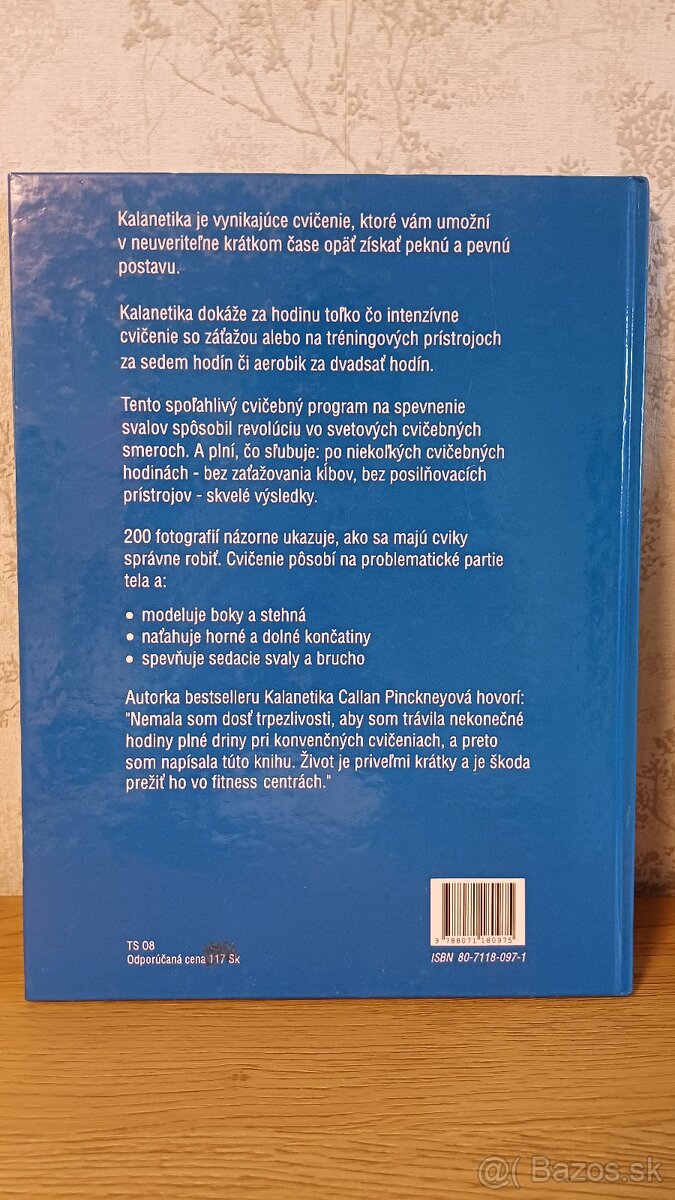 Kalanetika je vynikajúce cvičenie, ktoré vám umožní
v neuveriteľne krátkom čase opäť získať peknú a pevnú
postavu.
Kalanetika dokáže za hodinu toľko čo intenzívne
cvičenie so záťažou alebo na tréningových prístrojoch
za sedem hodín či aerobik za dvadsať hodín.
Tento spoľahlivý cvičebný program na spevnenie
svalov spôsobil revolúciu vo svetových cvičebných
smeroch. A plní, čo sľubuje: po niekoľkých cvičebných
hodinách - bez zaťažovania kĺbov, bez posilňovacích
prístrojov - skvelé výsledky.
200 fotografií názorne ukazuje, ako sa majú cviky
správne robiť. Cvičenie pôsobí na problematické partie
tela a:
• modeluje boky a stehná
• naťahuje horné a dolné končatiny
• spevňuje sedacie svaly a brucho
Autorka bestselleru Kalanetika Callan Pinckneyová hovorí:
"Nemala som dosť trpezlivosti, aby som trávila nekonečné
hodiny plné driny pri konvenčných cvičeniach, a preto
som napísala túto knihu. Život je priveľmi krátky a je škoda
prežiť ho vo fitness centrách."
9 788071 180975
TS 08
Odporúčaná cena 117 Sk
ISBN 80-7118-097-1
@( Bazos.sk